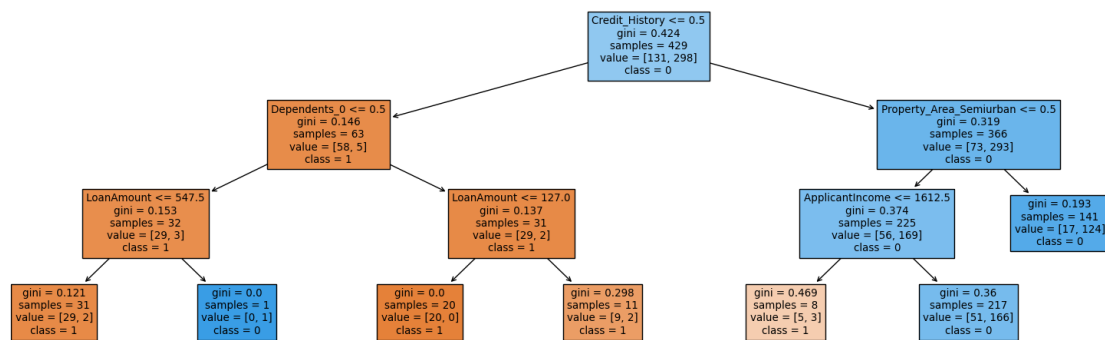 Credit_History <= 0.5
gini = 0.424
samples = 429
value = [131, 298]
class = 0
Dependents_0 <= 0.5
gini = 0.146
samples = 63
value = [58, 5]
class = 1
Property_Area_Semiurban <= 0.5
gini = 0.319
samples = 366
value = [73, 293]
class = 0
LoanAmount <= 547.5
gini = 0.153
samples = 32
value = [29, 3]
class = 1
LoanAmount <= 127.0
gini = 0.137
samples = 31
value = [29, 2]
class = 1
ApplicantIncome <= 1612.5
gini = 0.374
samples = 225
value = [56, 169]
class = 0
gini = 0.193
samples = 141
value = [17, 124]
class = 0
gini = 0.121
samples = 31
value = [29, 2]
class = 1
gini = 0.0
samples = 1
value = [0, 1]
class = 0
gini = 0.0
samples = 20
value = [20, 0]
class = 1
gini = 0.298
samples = 11
value = [9, 2]
class = 1
gini = 0.469
samples = 8
value = [5, 3]
class = 1
gini = 0.36
samples = 217
value = [51, 166]
class = 0